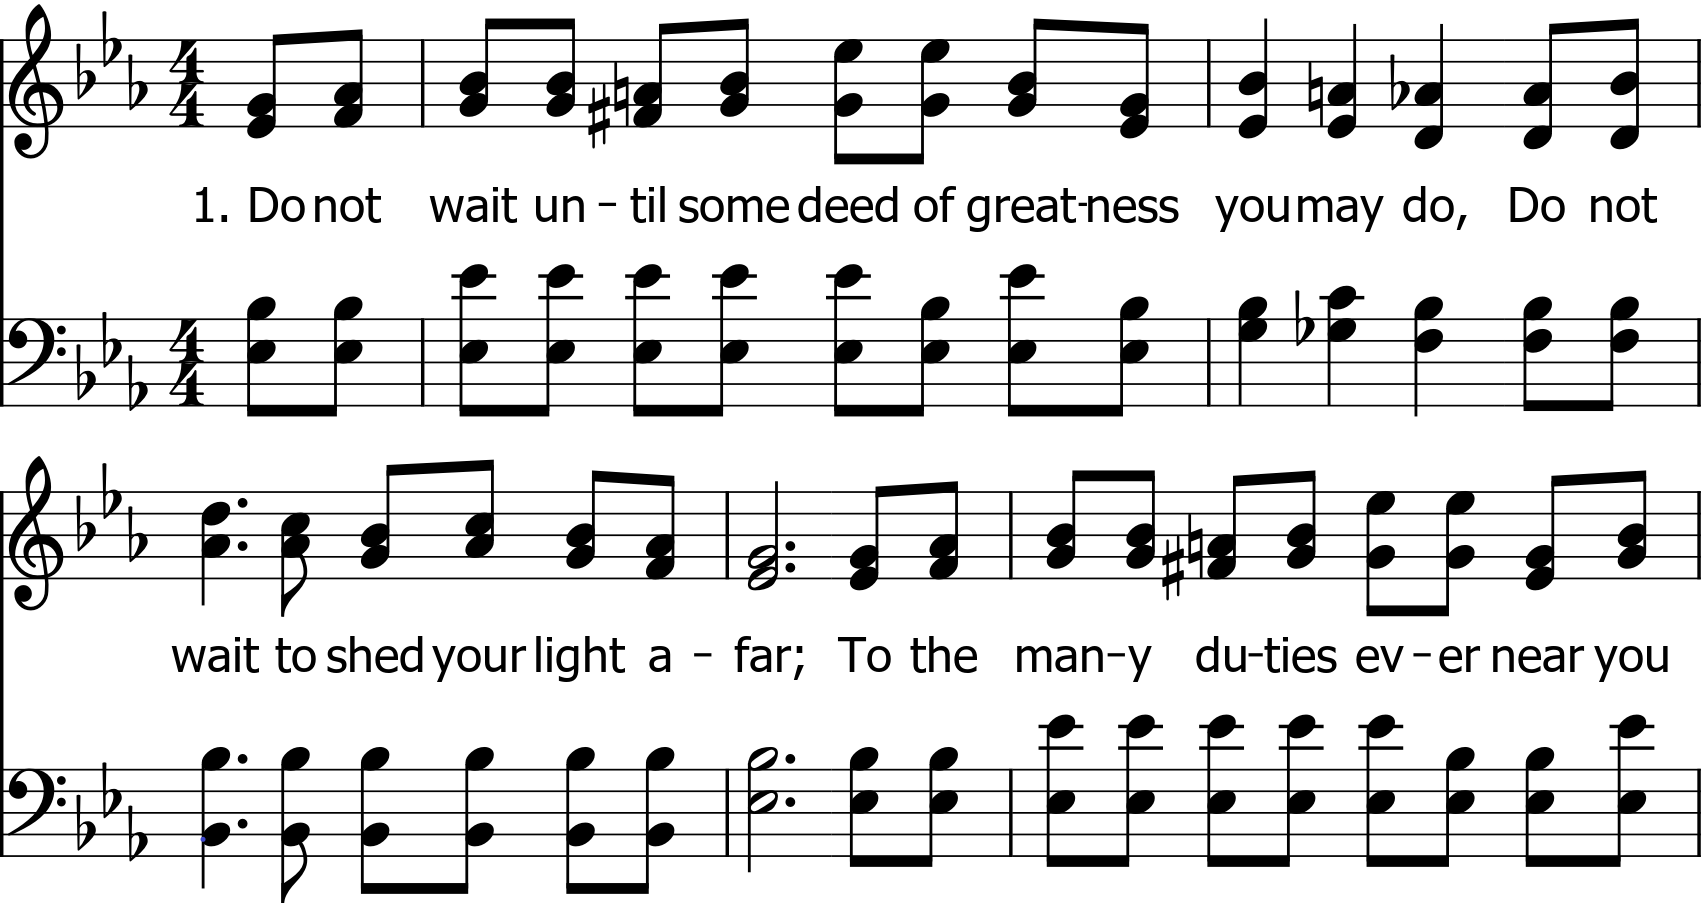 1. Do not wait un - til some deed of great-ness you may do, Do not
wait to shed your light a - far; To the man-y du-ties ev-er near you